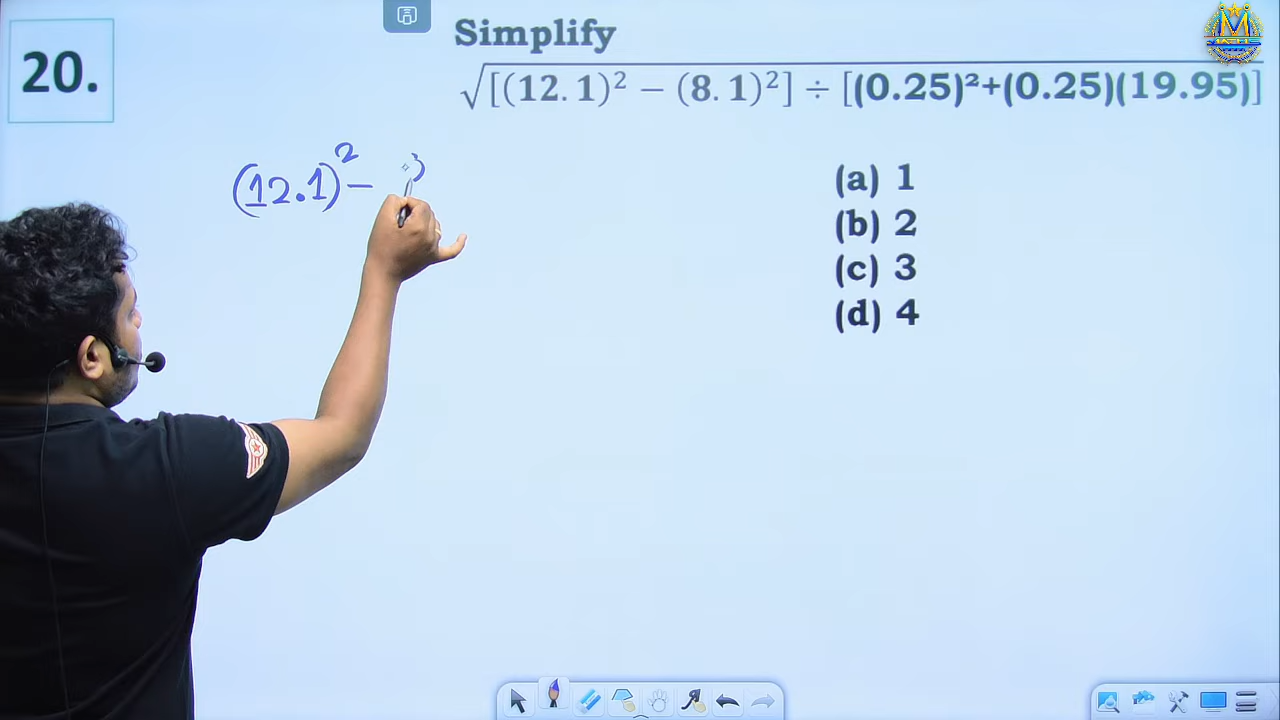 20.
Simplify
√[(12.1)² − (8.1)²] ÷ [(0.25)²+(0.25)(19.95)]
(12.1)² −
(a) 1
(b) 2
(c) 3
(d) 4
M